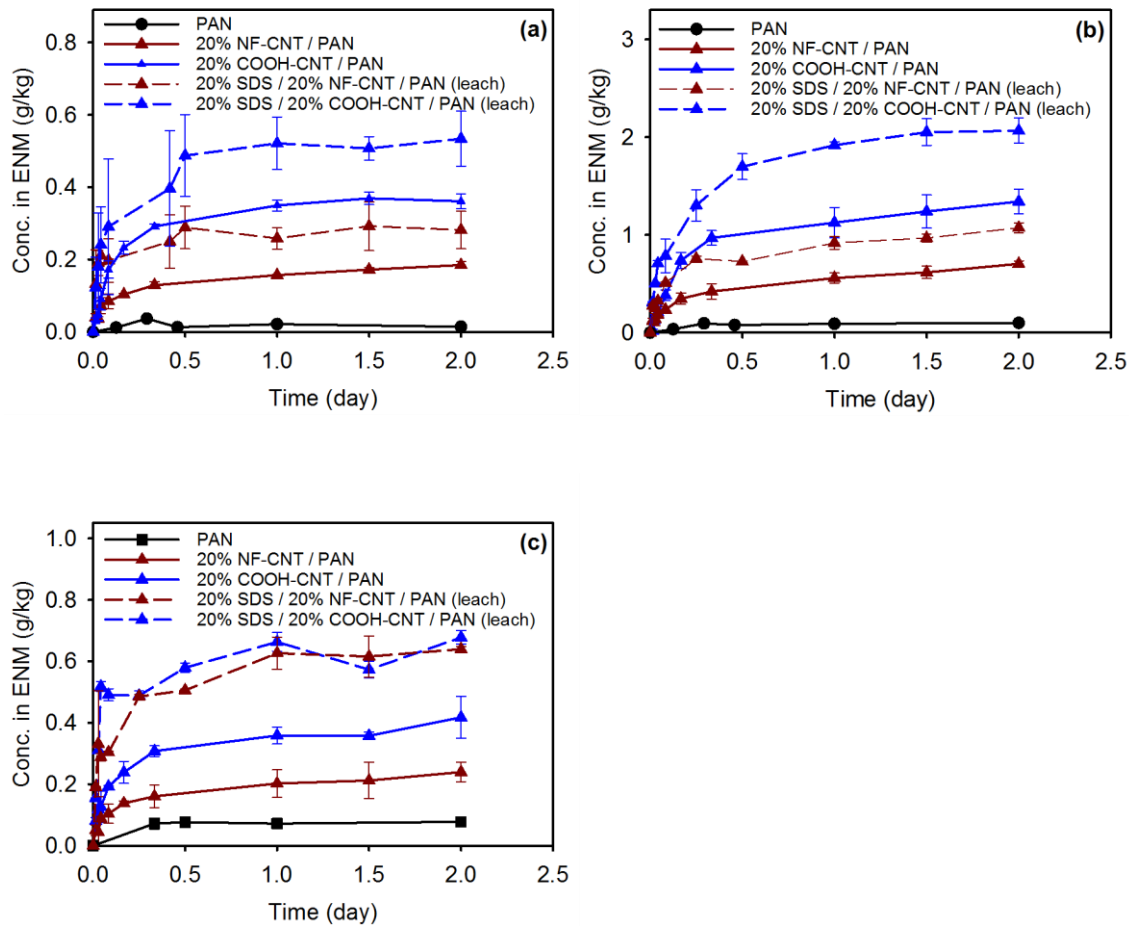 (a)
PAN
20% NF-CNT / PAN
20% COOH-CNT / PAN
20% SDS / 20% NF-CNT / PAN (leach)
20% SDS / 20% COOH-CNT / PAN (leach)
Conc. in ENM (g/kg)
0.8
0.6
0.4
0.2
0.0
0.0 0.5 1.0 1.5 2.0 2.5
Time (day)
(b)
PAN
20% NF-CNT / PAN
20% COOH-CNT / PAN
20% SDS / 20% NF-CNT / PAN (leach)
20% SDS / 20% COOH-CNT / PAN (leach)
Conc. in ENM (g/kg)
3
2
1
0
0.0 0.5 1.0 1.5 2.0 2.5
Time (day)
(c)
PAN
20% NF-CNT / PAN
20% COOH-CNT / PAN
20% SDS / 20% NF-CNT / PAN (leach)
20% SDS / 20% COOH-CNT / PAN (leach)
Conc. in ENM (g/kg)
1.0
0.8
0.6
0.4
0.2
0.0
0.0 0.5 1.0 1.5 2.0 2.5
Time (day)